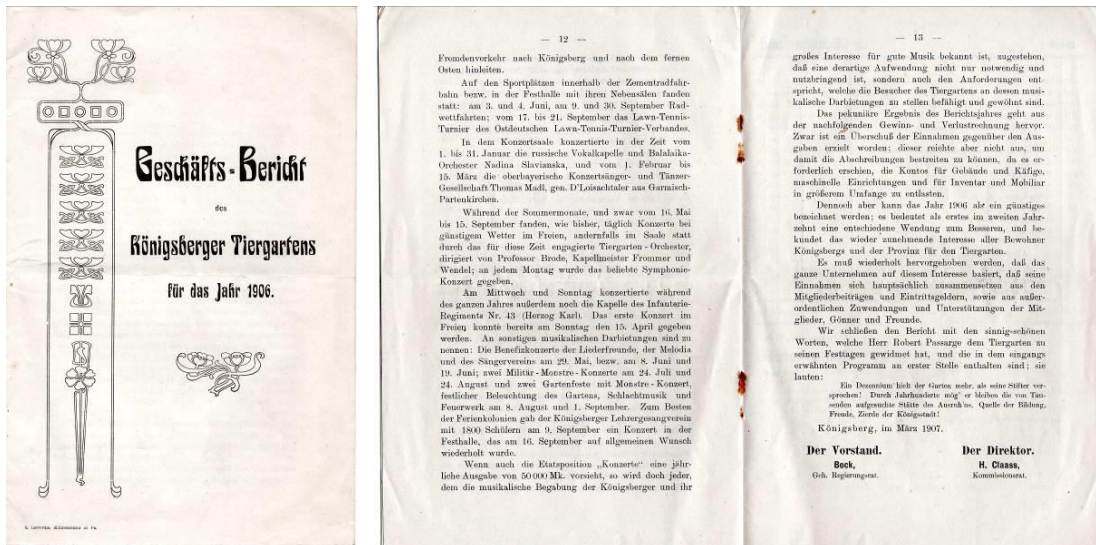 Geschäfts-Bericht
des
Königsberger Tiergartens
für das Jahr 1906.
— 12 —
Fremdenverkehr nach Königsberg und nach dem fernen
Osten hinleiten.
Auf den Sportplätzen innerhalb der Zementradfahr-
bahn bezw. in der Festhalle mit ihren Nebensälen fanden
statt: am 3. und 4. Juni, am 9. und 30. September Rad-
wettfahrten; vom 17. bis 21. September das Lawn-Tennis-
Turnier des Ostdeutschen Lawn-Tennis-Turnier-Verbandes.
In dem Konzertsaale konzertierte in der Zeit vom
1. bis 31. Januar die russische Vokalkapelle und Balalaika-
Orchester Nadina Slavianska, und vom 1. Februar bis
15. März die oberbayerische Konzertsänger- und Tänzer-
Gesellschaft Thomas Madl, gen. D'Loisachtaler aus Garmisch-
Partenkirchen.
Während der Sommermonate, und zwar vom 16. Mai
bis 15. September fanden, wie bisher, täglich Konzerte bei
günstigem Wetter im Freien, andernfalls im Saale statt
durch das für diese Zeit engagierte Tiergarten-Orchester,
dirigiert von Professor Brode, Kapellmeister Frommer und
Wendel; an jedem Montag wurde das beliebte Symphonie-
Konzert gegeben.
Am Mittwoch und Sonntag konzertierte während
des ganzen Jahres außerdem noch die Kapelle des Infanterie-
Regiments Nr. 43 (Herzog Karl). Das erste Konzert im
Freien konnte bereits am Sonntag den 15. April gegeben
werden. An sonstigen musikalischen Darbietungen sind zu
nennen: Die Benefizkonzerte der Liederfreunde, der Melodia
und des Sängervereins am 29. Mai, bezw. am 8. Juni und
19. Juni; zwei Militär-Monstre-Konzerte am 24. Juli und
24. August und zwei Gartenfeste mit Monstre-Konzert,
festlicher Beleuchtung des Gartens, Schlachtmusik und
Feuerwerk am 8. August und 1. September. Zum Besten
der Ferienkolonien gab der Königsberger Lehrergesangverein
mit 1800 Schülern am 9. September ein Konzert in der
Festhalle, das am 16. September auf allgemeinen Wunsch
wiederholt wurde.
Wenn auch die Etatsposition „Konzerte“ eine jähr-
liche Ausgabe von 50 000 Mk. vorsieht, so wird doch jeder,
dem die musikalische Begabung der Königsberger und ihr
— 13 —
großes Interesse für gute Musik bekannt ist, zugestehen,
daß eine derartige Aufwendung nicht nur notwendig und
nutzbringend ist, sondern auch den Anforderungen ent-
spricht, welche die Besucher des Tiergartens an dessen musi-
kalische Darbietungen zu stellen befähigt und gewöhnt sind.
Das pekuniäre Ergebnis des Berichtsjahres geht aus
der nachfolgenden Gewinn- und Verlustrechnung hervor.
Zwar ist ein Überschuß der Einnahmen gegenüber den Aus-
gaben erzielt worden; dieser reichte aber nicht aus, um
damit die Abschreibungen bestreiten zu können, da es er-
forderlich erschien, die Kontos für Gebäude und Käfige,
maschinelle Einrichtungen und für Inventar und Mobiliar
in größerem Umfange zu entlasten.
Dennoch aber kann das Jahr 1906 als ein günstiges
bezeichnet werden; es bedeutet als erstes im zweiten Jahr-
zehnt eine entschiedene Wendung zum Besseren, und be-
kundet das wieder zunehmende Interesse aller Bewohner
Königsbergs und der Provinz für den Tiergarten.
Es muß wiederholt hervorgehoben werden, daß das
ganze Unternehmen auf diesem Interesse basiert, daß seine
Einnahmen sich hauptsächlich zusammensetzen aus den
Mitgliederbeiträgen und Eintrittsgeldern, sowie aus außer-
ordentlichen Zuwendungen und Unterstützungen der Mit-
glieder, Gönner und Freunde.
Wir schließen den Bericht mit den sinnig-schönen
Worten, welche Herr Robert Passarge dem Tiergarten zu
seinen Festtagen gewidmet hat, und die in dem eingangs
erwähnten Programm an erster Stelle enthalten sind; sie
lauten:
Ein Dezennium hielt der Garten mehr, als seine Stifter ver-
sprochen! Durch Jahrhunderte mög' er bleiben die von Tau-
senden aufgesuchte Stätte des Ausruh'ns, Quelle der Bildung,
Freude, Zierde der Königsstadt!
Königsberg, im März 1907.
Der Vorstand.
Bock,
Geh. Regierungsrat.
Der Direktor.
H. Claass,
Kommissionsrat.